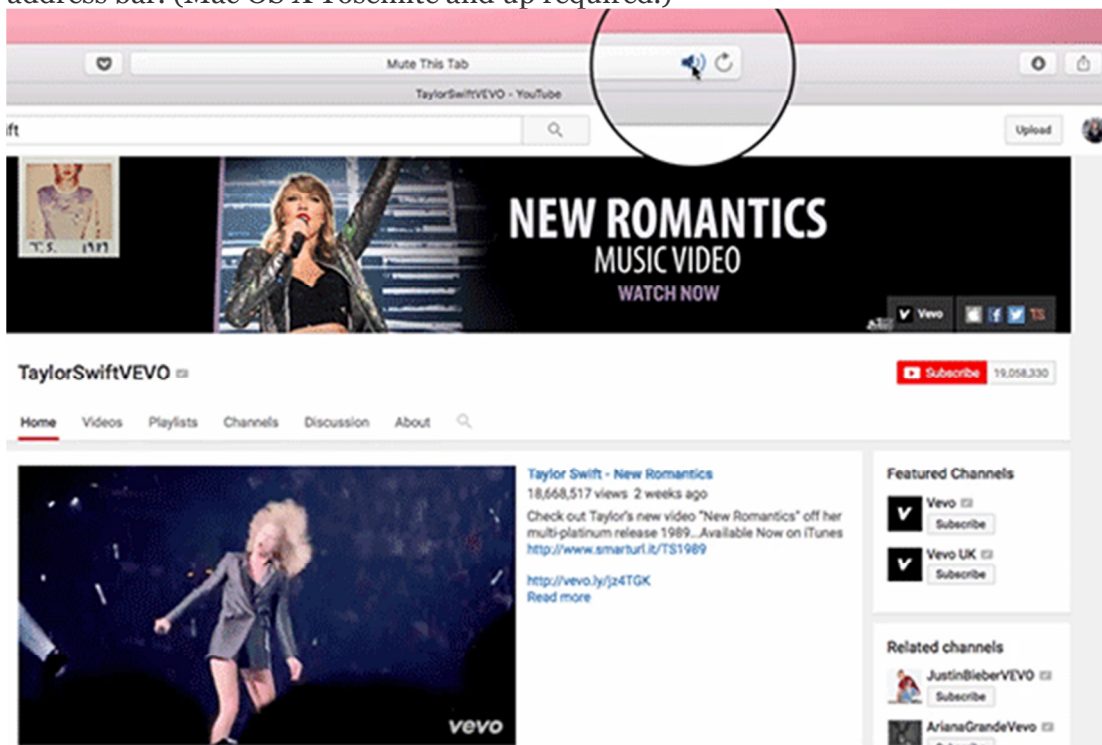 address bar. (Mac OS X Yosemite and up required.)
Mute This Tab
TaylorSwiftVEVO - YouTube
ift
Upload
T. S. 1989
NEW ROMANTICS
MUSIC VIDEO
WATCH NOW
Vevo
TS
TaylorSwiftVEVO
Subscribe 19,058,330
Home Videos Playlists Channels Discussion About
Taylor Swift - New Romantics
18,668,517 views 2 weeks ago
Check out Taylor's new video "New Romantics" off her
multi-platinum release 1989...Available Now on iTunes
http://www.smarturl.it/TS1989
http://vevo.ly/jz4TGK
Read more
vevo
Featured Channels
Vevo
Subscribe
Vevo UK
Subscribe
Related channels
JustinBieberVEVO
Subscribe
ArianaGrandeVevo